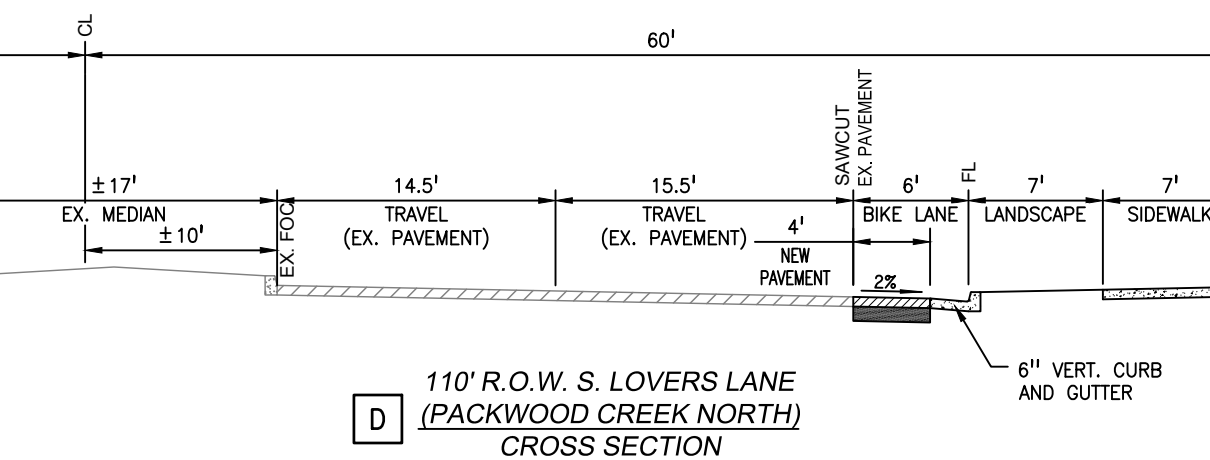 CL
60'
SAWCUT
EX. PAVEMENT
FL
±17'
14.5'
15.5'
6'
7'
7'
EX. MEDIAN
TRAVEL
(EX. PAVEMENT)
TRAVEL
(EX. PAVEMENT)
BIKE LANE
LANDSCAPE
SIDEWALK
±10'
4'
EX. FOC
NEW
PAVEMENT
2%
6" VERT. CURB
AND GUTTER
D
110' R.O.W. S. LOVERS LANE
(PACKWOOD CREEK NORTH)
CROSS SECTION